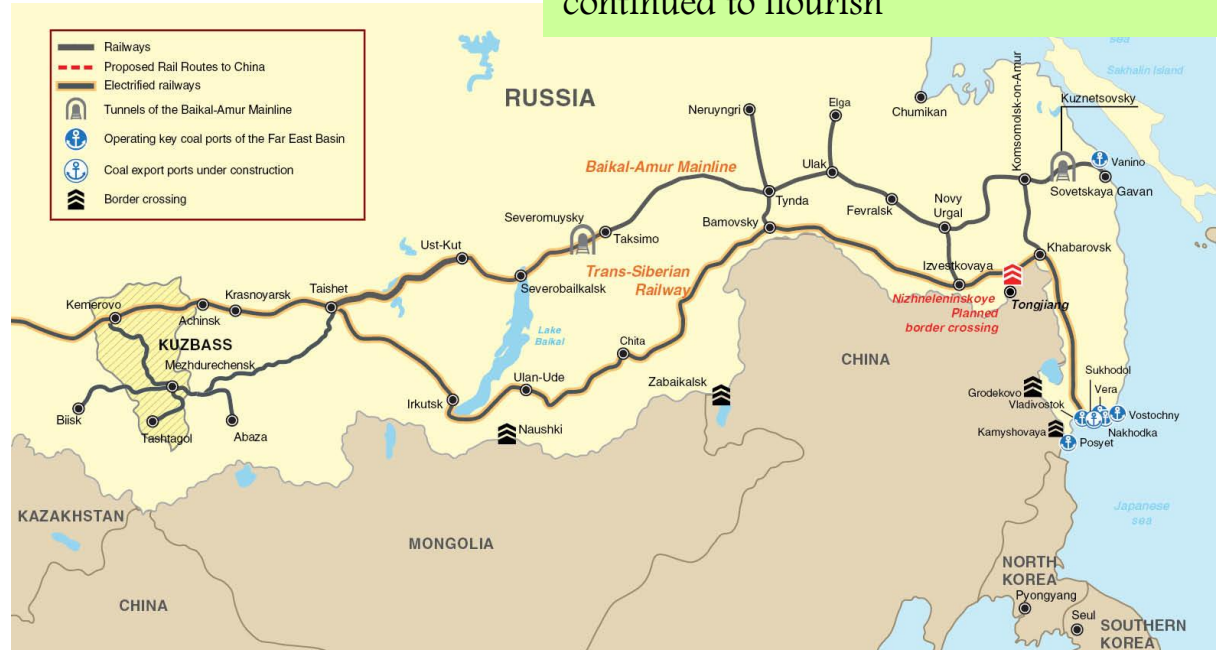 continued to flourish
Railways
Proposed Rail Routes to China
Electrified railways
Tunnels of the Baikal-Amur Mainline
Operating key coal ports of the Far East Basin
Coal export ports under construction
Border crossing
RUSSIA
sea
Sakhalin Island
Komsomolsk-on-Amur
Kuznetsovsky
Neruyngri
Elga
Chumikan
Baikal-Amur Mainline
Ulak
Vanino
Sovetskaya Gavan
Tynda
Fevralsk
Novy
Urgal
Severomuysky
Taksimo
Bamovsky
Ust-Kut
Khabarovsk
Izvestkovaya
Trans-Siberian
Railway
Severobailkalsk
Taishet
Krasnoyarsk
Kemerovo
Achinsk
Nizhneleninskoye
Planned
border crossing
Tongjiang
KUZBASS
Mezhdurechensk
Lake
Baikal
Chita
CHINA
Ulan-Ude
Zabaikalsk
Sukhodol
Vera
Grodekovo
Vladivostok
Vostochny
Irkutsk
Biisk
Tashtagol
Abaza
Naushki
Kamyshovaya
Nakhodka
Posyet
KAZAKHSTAN
MONGOLIA
Japanese
sea
CHINA
NORTH
KOREA
Pyongyang
Seul
SOUTHERN
KOREA